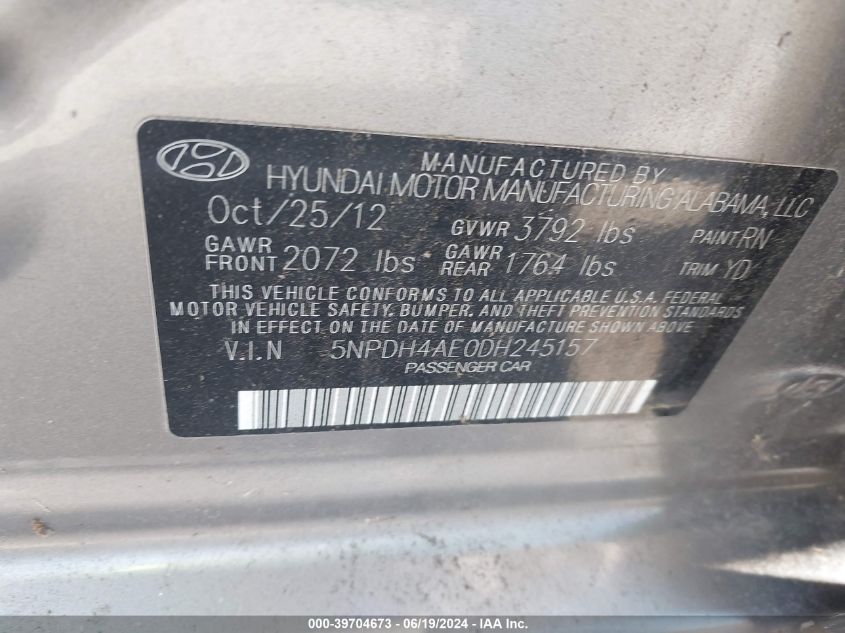 MANUFACTURED BY
HYUNDAI MOTOR MANUFACTURING ALABAMA, LLC
Oct/25/12 GVWR 3792 lbs PAINT RN
GAWR FRONT 2072 lbs GAWR REAR 1764 lbs TRIM YD
THIS VEHICLE CONFORMS TO ALL APPLICABLE U.S.A. FEDERAL
MOTOR VEHICLE SAFETY, BUMPER, AND THEFT PREVENTION STANDARDS
IN EFFECT ON THE DATE OF MANUFACTURE SHOWN ABOVE.
V.I.N 5NPDH4AE0DH245157
PASSENGER CAR
000-39704673 - 06/19/2024 - IAA Inc.